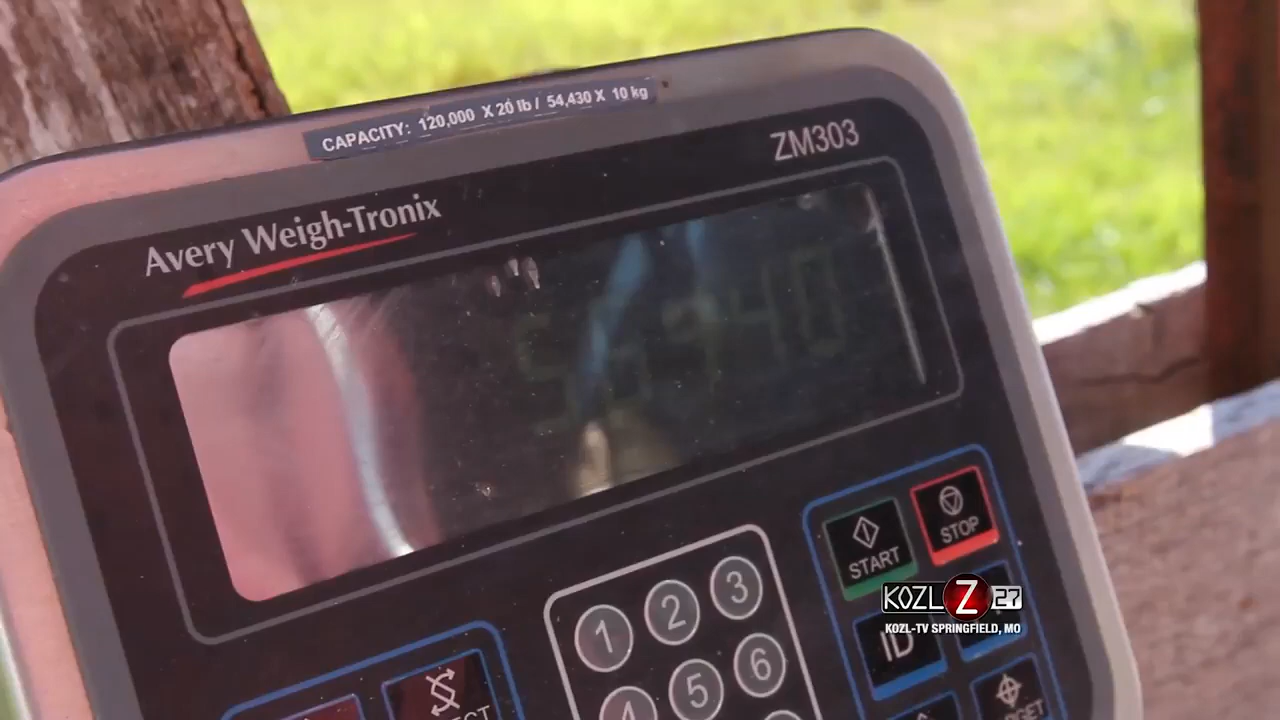 CAPACITY: 120,000 X 20 lb / 54,430 X 10 kg
ZM303
Avery Weigh-Tronix
START
STOP
1
2
3
5
6
ID
KOZL Z 27
KOZL-TV SPRINGFIELD, MO